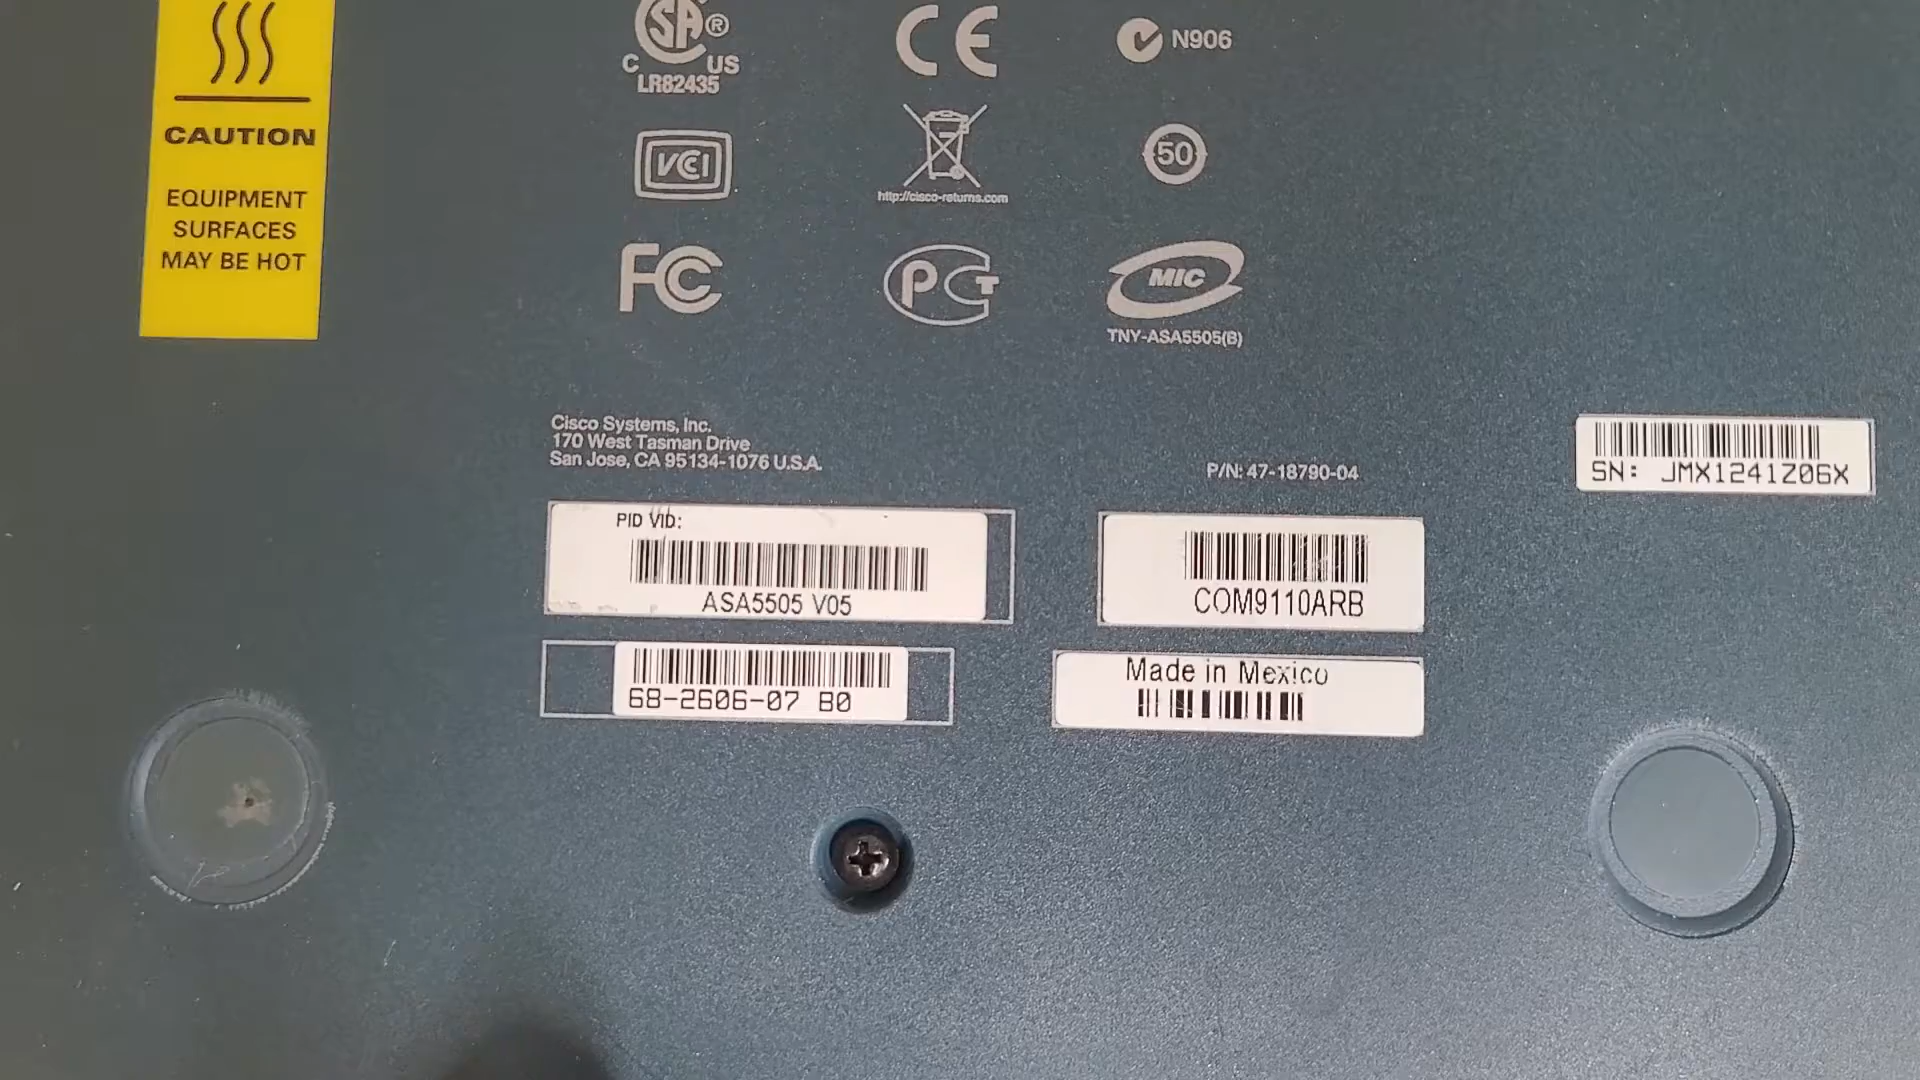 CAUTION
EQUIPMENT
SURFACES
MAY BE HOT
SA®
C US
LR82435
CE
N906
VCI
http://cisco-returns.com
50
FC
PCT
MIC
TNY-ASA5505(B)
Cisco Systems, Inc.
170 West Tasman Drive
San Jose, CA 95134-1076 U.S.A.
P/N: 47-18790-04
SN: JMX1241Z06X
PID VID:
ASA5505 V05
COM9110ARB
68-2606-07 B0
Made in Mexico